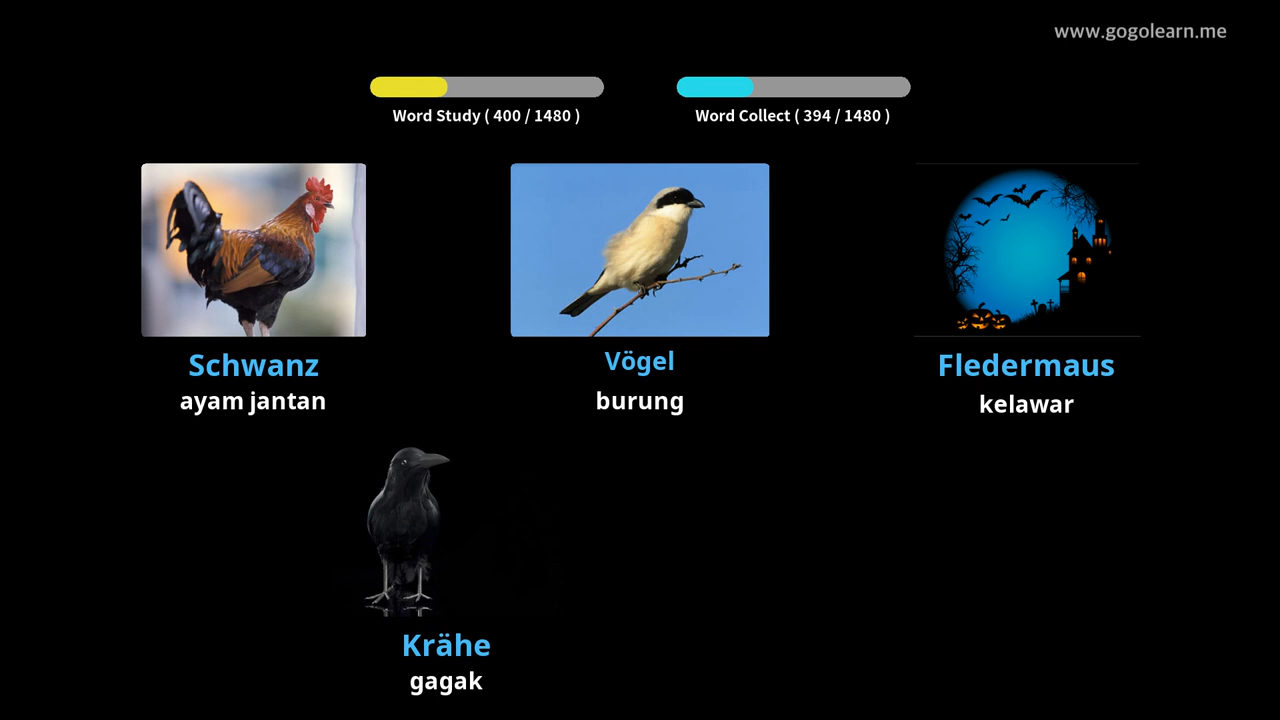 www.gogolearn.me
Word Study ( 400 / 1480 )
Word Collect ( 394 / 1480 )
Schwanz
ayam jantan
Vögel
burung
Fledermaus
kelawar
Krähe
gagak